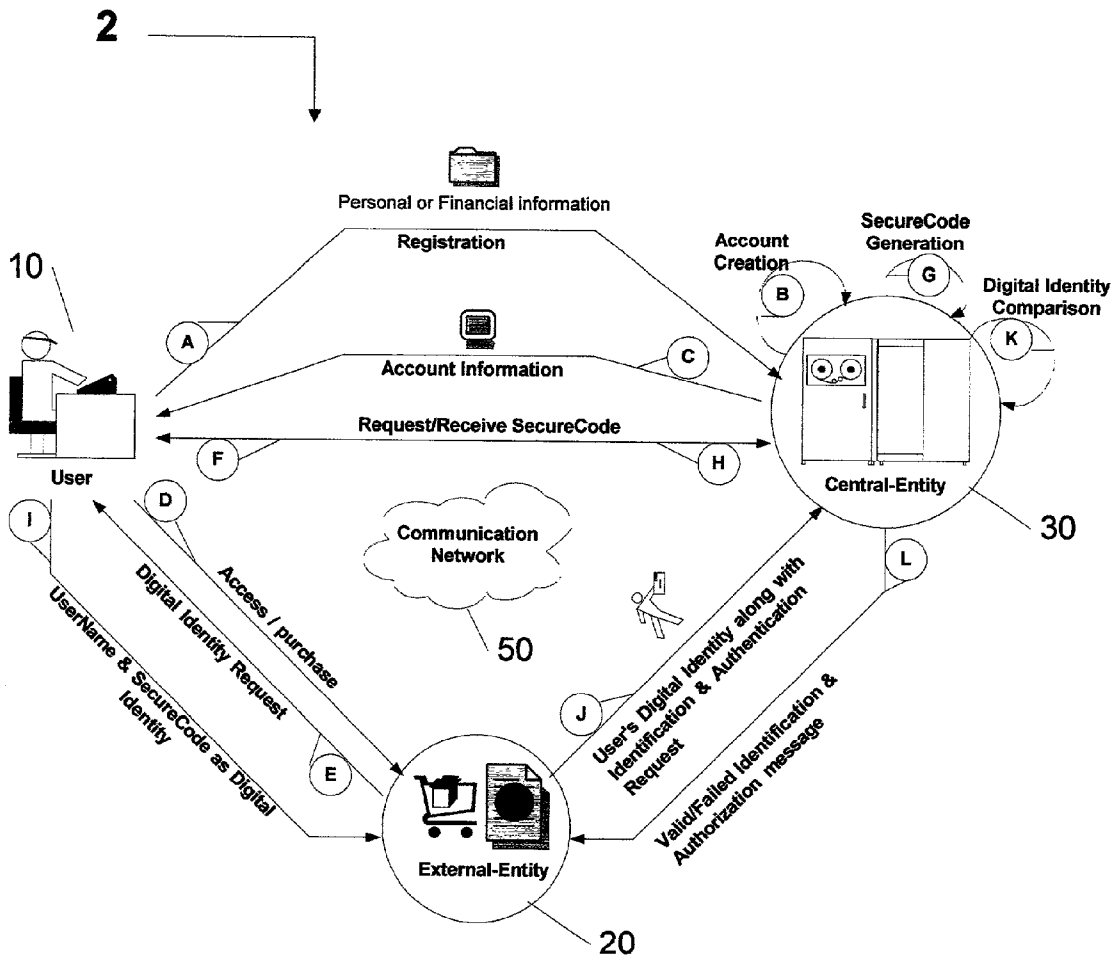 2
Personal or Financial information
Registration
Account
Creation
B
SecureCode
Generation
G
Digital Identity
Comparison
K
10
A
Account Information
C
Request/Receive SecureCode
F
H
User
Central-Entity
30
D
I
Communication
Network
50
L
Access / purchase
Digital Identity Request
UserName & SecureCode as Digital
Identity
E
J
User's Digital Identity along with
Identification & Authentication
Request
Valid/Failed Identification &
Authorization message
External-Entity
20